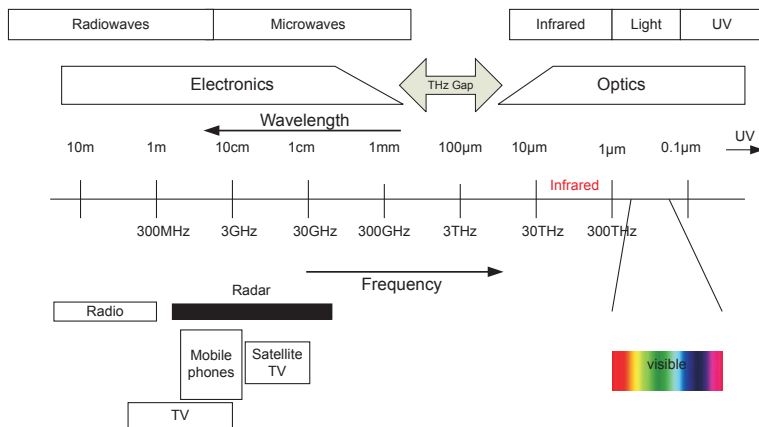 Radiowaves Microwaves Infrared Light UV
Electronics THz Gap Optics
Wavelength
10m 1m 10cm 1cm 1mm 100µm 10µm 1µm 0.1µm UV
Infrared
300MHz 3GHz 30GHz 300GHz 3THz 30THz 300THz
Frequency
Radar
Radio
Mobile
phones
Satellite
TV
visible
TV